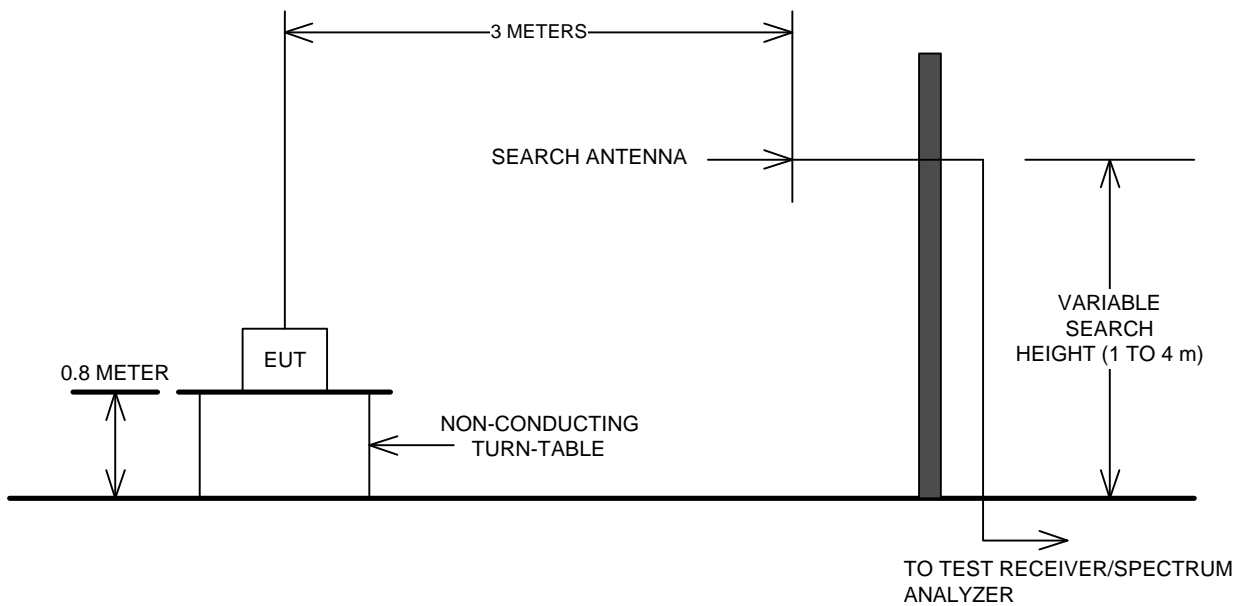 3 METERS
SEARCH ANTENNA
EUT
0.8 METER
VARIABLE
SEARCH
HEIGHT (1 TO 4 m)
NON-CONDUCTING
TURN-TABLE
TO TEST RECEIVER/SPECTRUM
ANALYZER